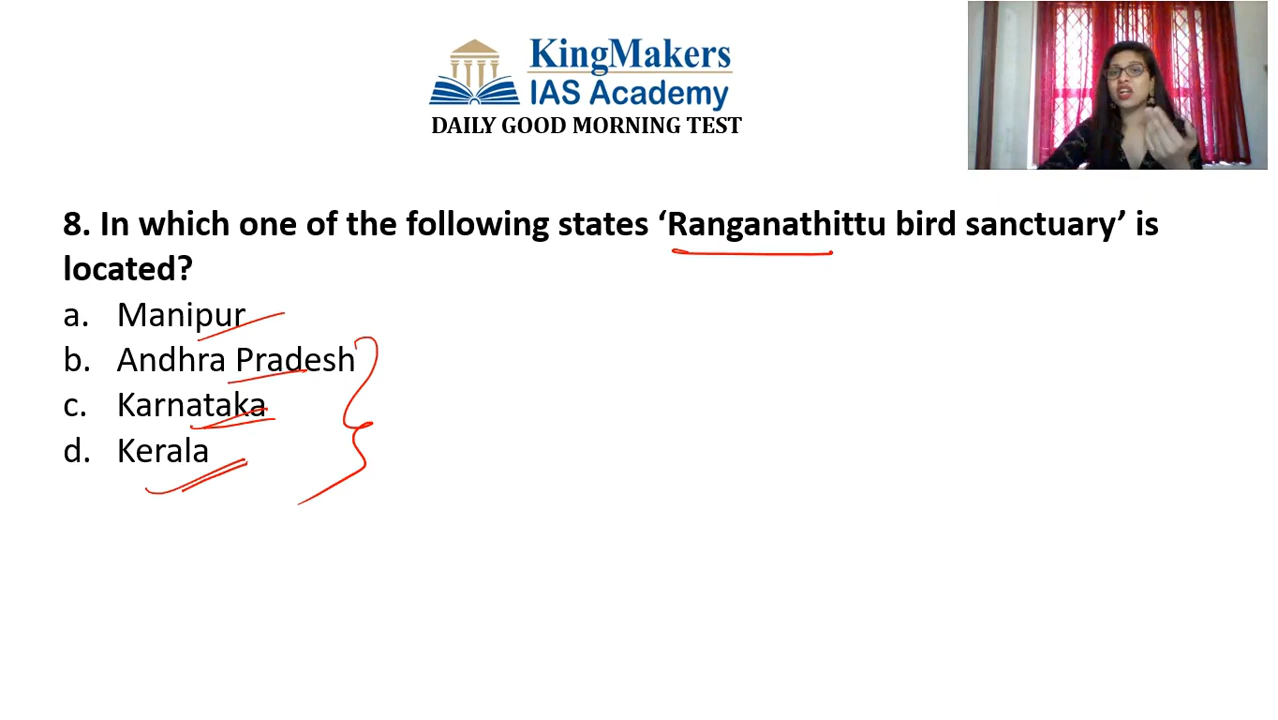 KingMakers
IAS Academy
DAILY GOOD MORNING TEST
8. In which one of the following states ‘Ranganathittu bird sanctuary’ is
located?
a. Manipur
b. Andhra Pradesh
c. Karnataka
d. Kerala